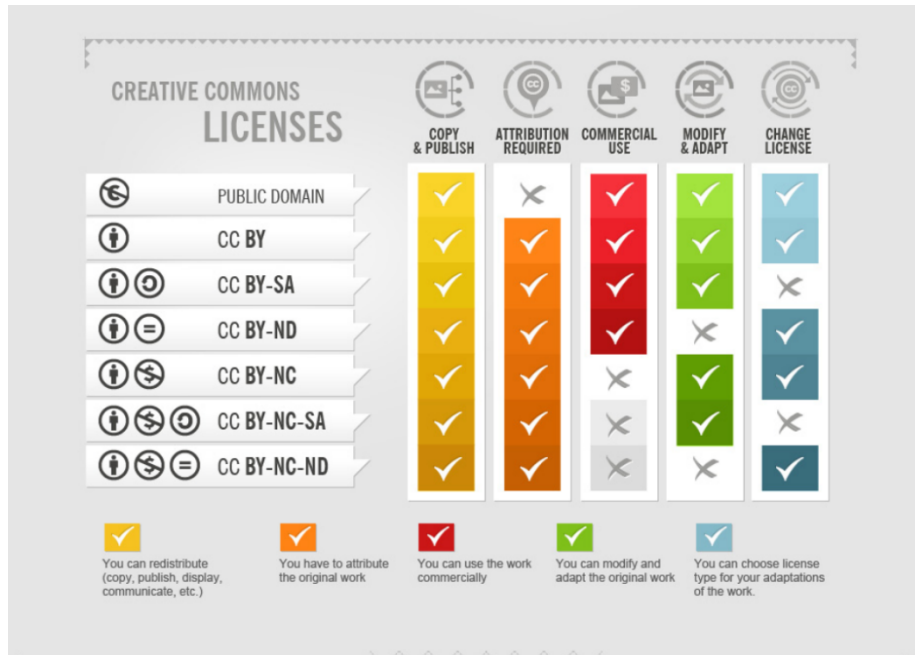 CREATIVE COMMONS
LICENSES
COPY
& PUBLISH
ATTRIBUTION
REQUIRED
COMMERCIAL
USE
MODIFY
& ADAPT
CHANGE
LICENSE
PUBLIC DOMAIN
CC BY
CC BY-SA
CC BY-ND
CC BY-NC
CC BY-NC-SA
CC BY-NC-ND
You can redistribute
(copy, publish, display,
communicate, etc.)
You have to attribute
the original work
You can use the work
commercially
You can modify and
adapt the original work
You can choose license
type for your adaptations
of the work.